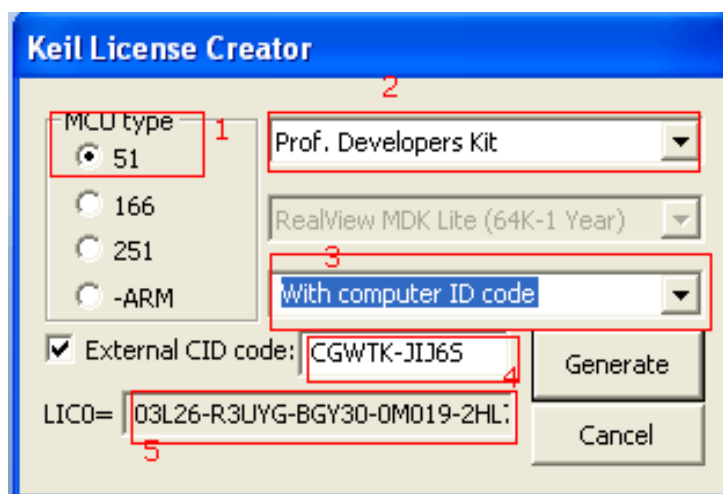 Keil License Creator
2
MCU type
1
51
Prof. Developers Kit
166
RealView MDK Lite (64K-1 Year)
251
3
-ARM
With computer ID code
External CID code:
CGWTK-JIJ6S
4
Generate
LIC0=
03L26-R3UYG-BGY30-0M019-2HL
5
Cancel